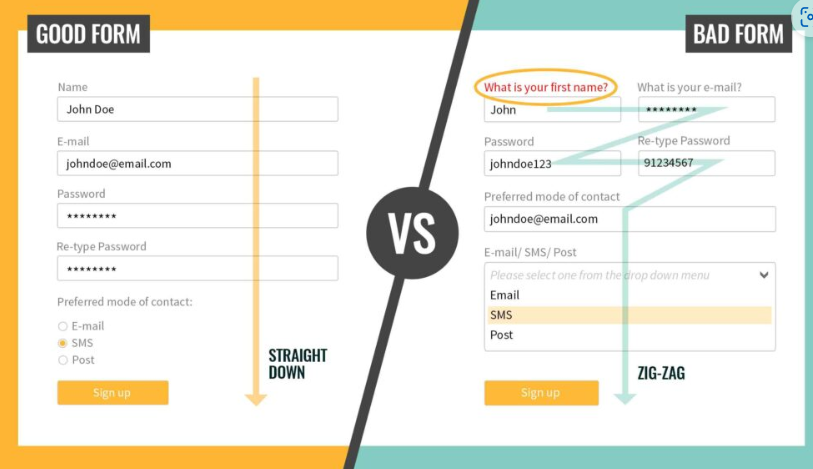 GOOD FORM
Name
John Doe
E-mail
johndoe@email.com
Password
********
Re-type Password
********
Preferred mode of contact:
E-mail
SMS
Post
Sign up
STRAIGHT
DOWN
VS
BAD FORM
What is your first name?
John
What is your e-mail?
********
Password
johndoe123
Re-type Password
91234567
Preferred mode of contact
johndoe@email.com
E-mail/ SMS/ Post
Please select one from the drop down menu
Email
SMS
Post
Sign up
ZIG-ZAG